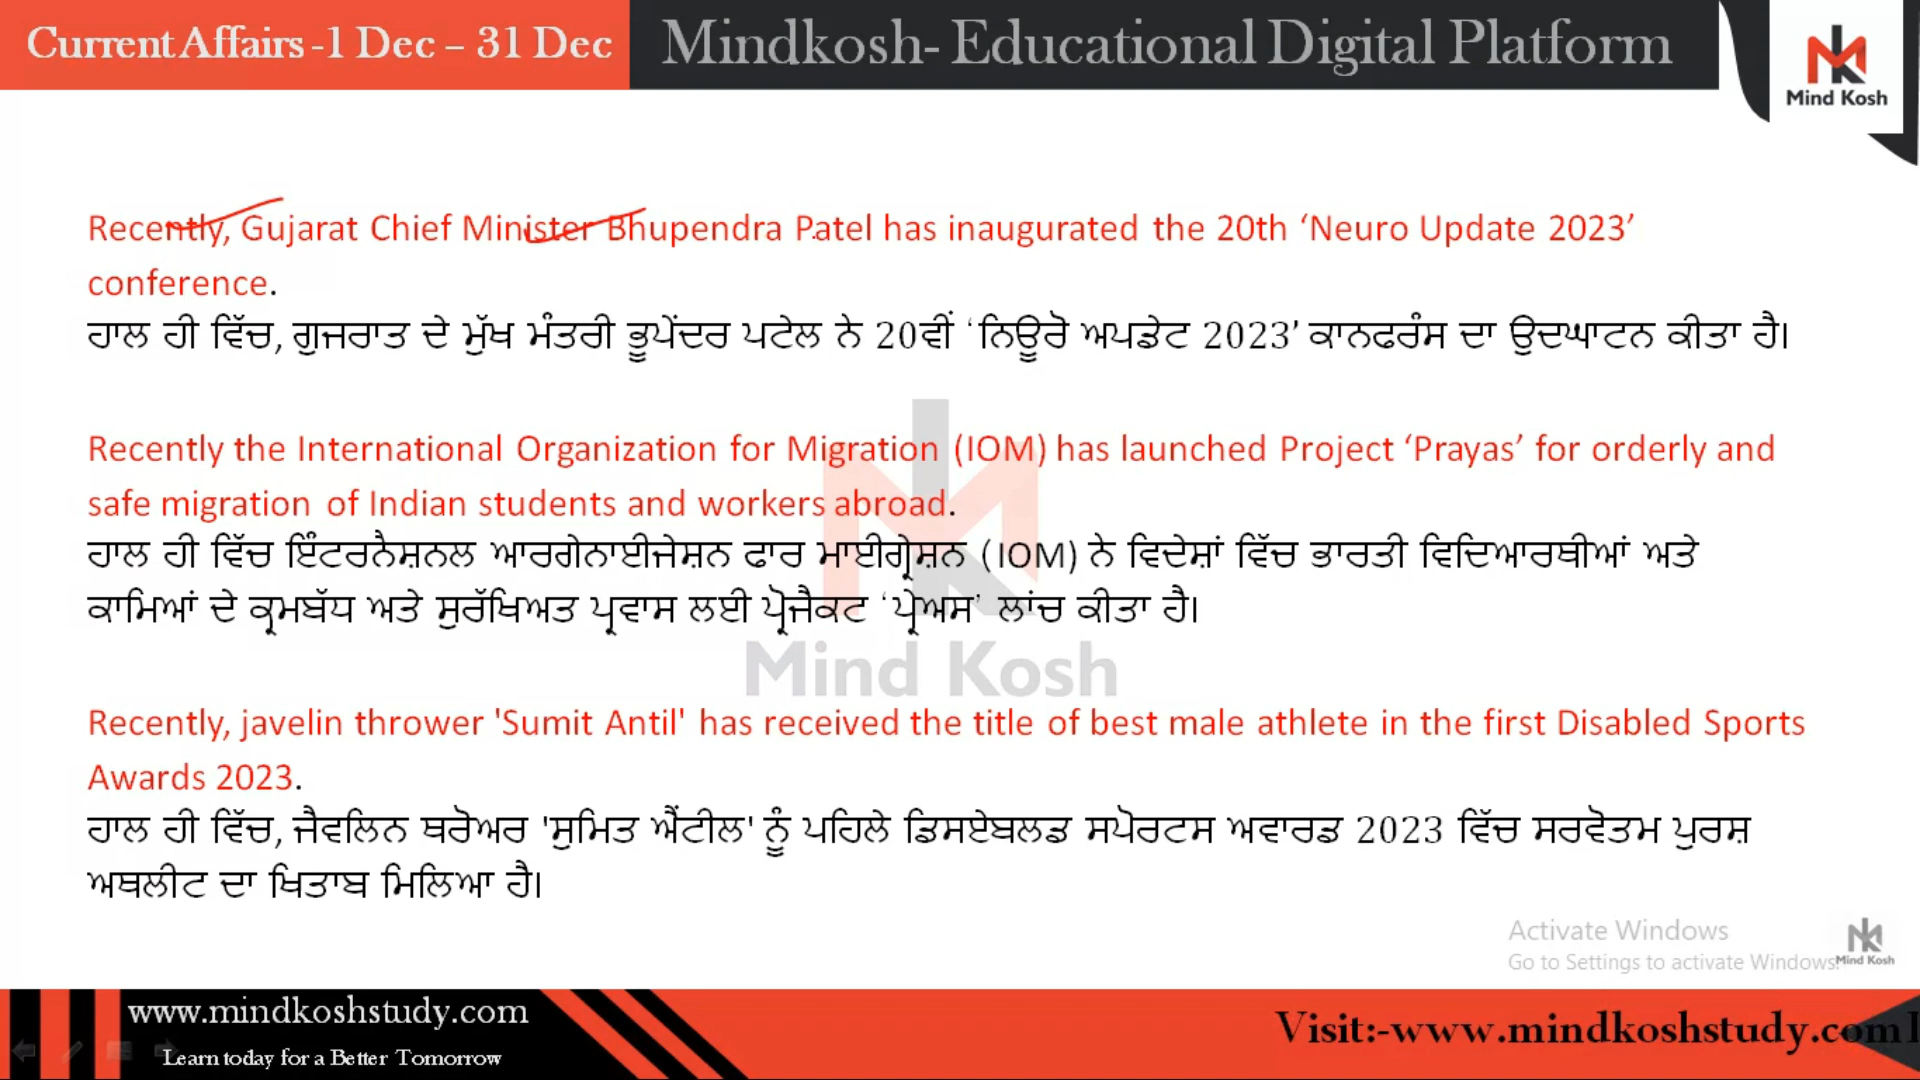 Current Affairs -1 Dec – 31 Dec
Mindkosh- Educational Digital Platform
Mind Kosh
Recently, Gujarat Chief Minister Bhupendra Patel has inaugurated the 20th ‘Neuro Update 2023’
conference.
ਹਾਲ ਹੀ ਵਿੱਚ, ਗੁਜਰਾਤ ਦੇ ਮੁੱਖ ਮੰਤਰੀ ਭੂਪੇਂਦਰ ਪਟੇਲ ਨੇ 20ਵੀਂ ‘ਨਿਊਰੋ ਅਪਡੇਟ 2023’ ਕਾਨਫਰੰਸ ਦਾ ਉਦਘਾਟਨ ਕੀਤਾ ਹੈ।
Recently the International Organization for Migration (IOM) has launched Project ‘Prayas’ for orderly and
safe migration of Indian students and workers abroad.
ਹਾਲ ਹੀ ਵਿੱਚ ਇੰਟਰਨੈਸ਼ਨਲ ਆਰਗੇਨਾਈਜੇਸ਼ਨ ਫਾਰ ਮਾਈਗ੍ਰੇਸ਼ਨ (IOM) ਨੇ ਵਿਦੇਸ਼ਾਂ ਵਿੱਚ ਭਾਰਤੀ ਵਿਦਿਆਰਥੀਆਂ ਅਤੇ
ਕਾਮਿਆਂ ਦੇ ਕ੍ਰਮਬੱਧ ਅਤੇ ਸੁਰੱਖਿਅਤ ਪ੍ਰਵਾਸ ਲਈ ਪ੍ਰੋਜੈਕਟ ‘ਪ੍ਰੇਅਸ’ ਲਾਂਚ ਕੀਤਾ ਹੈ।
Mind Kosh
Recently, javelin thrower 'Sumit Antil' has received the title of best male athlete in the first Disabled Sports
Awards 2023.
ਹਾਲ ਹੀ ਵਿੱਚ, ਜੈਵਲਿਨ ਥਰੋਅਰ 'ਸੁਮਿਤ ਐਂਟੀਲ' ਨੂੰ ਪਹਿਲੇ ਡਿਸਏਬਲਡ ਸਪੋਰਟਸ ਅਵਾਰਡ 2023 ਵਿੱਚ ਸਰਵੋਤਮ ਪੁਰਸ਼
ਅਥਲੀਟ ਦਾ ਖਿਤਾਬ ਮਿਲਿਆ ਹੈ।
Activate Windows
Go to Settings to activate Windows.
Mind Kosh
www.mindkoshstudy.com
Learn today for a Better Tomorrow
Visit:-www.mindkoshstudy.com